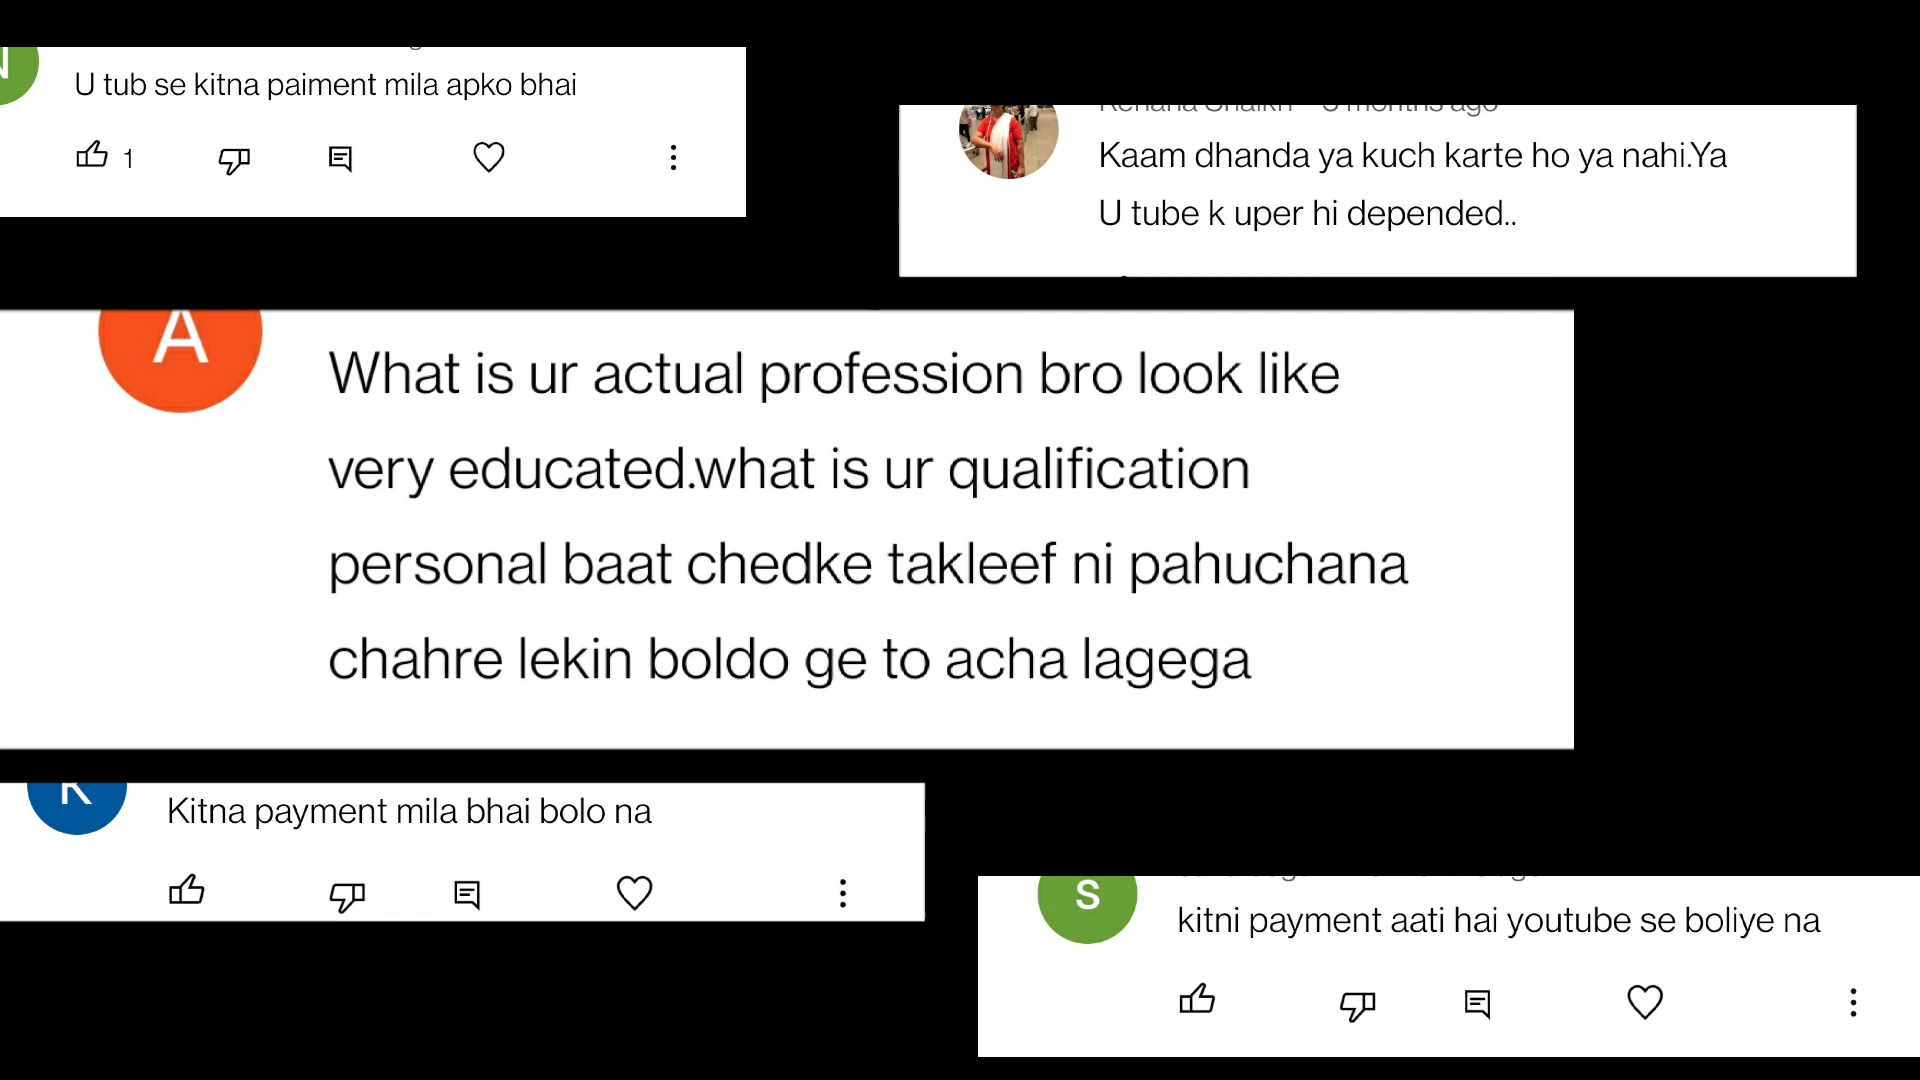 U tub se kitna paiment mila apko bhai
1
Kaam dhanda ya kuch karte ho ya nahi.Ya
U tube k uper hi depended..
A
What is ur actual profession bro look like
very educated.what is ur qualification
personal baat chedke takleef ni pahuchana
chahre lekin boldo ge to acha lagega
K
Kitna payment mila bhai bolo na
S
kitni payment aati hai youtube se boliye na